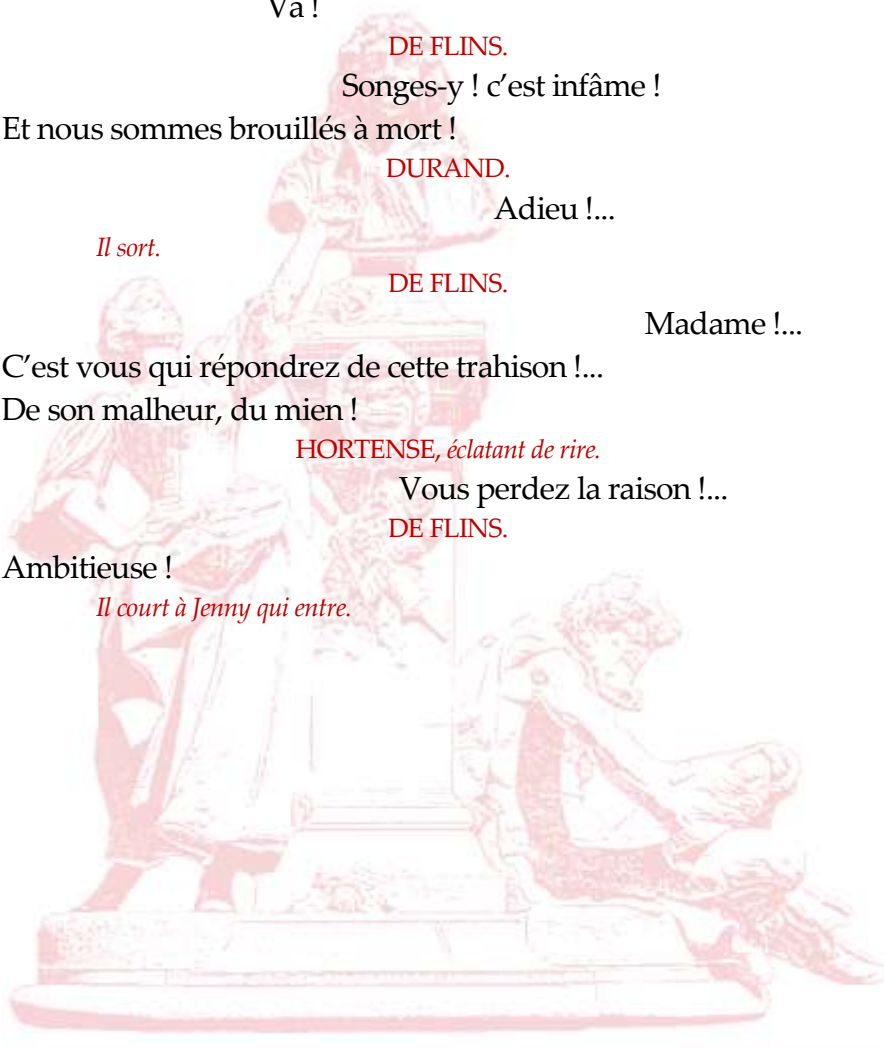 Va !
DE FLINS.
Songes-y ! c’est infâme !
Et nous sommes brouillés à mort !
DURAND.
Adieu !...
Il sort.
DE FLINS.
Madame !...
C’est vous qui répondrez de cette trahison !...
De son malheur, du mien !
HORTENSE, éclatant de rire.
Vous perdez la raison !...
DE FLINS.
Ambitieuse !
Il court à Jenny qui entre.